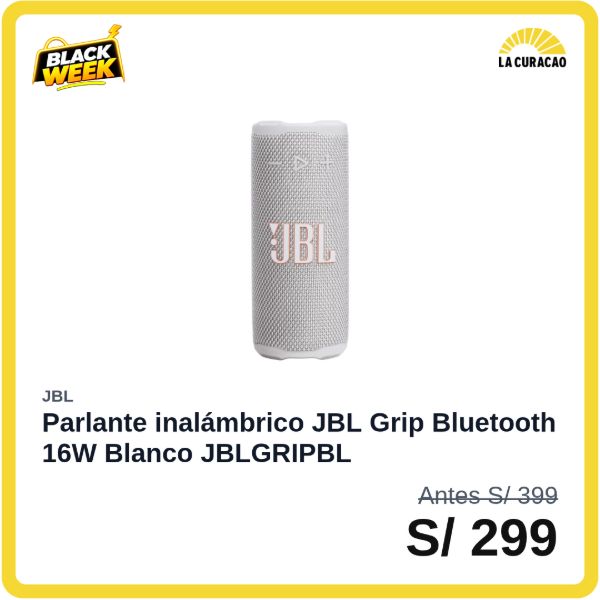 BLACK
WEEK
LA CURACAO
JBL
JBL
Parlante inalámbrico JBL Grip Bluetooth
16W Blanco JBLGRIPBL
Antes S/ 399
S/ 299